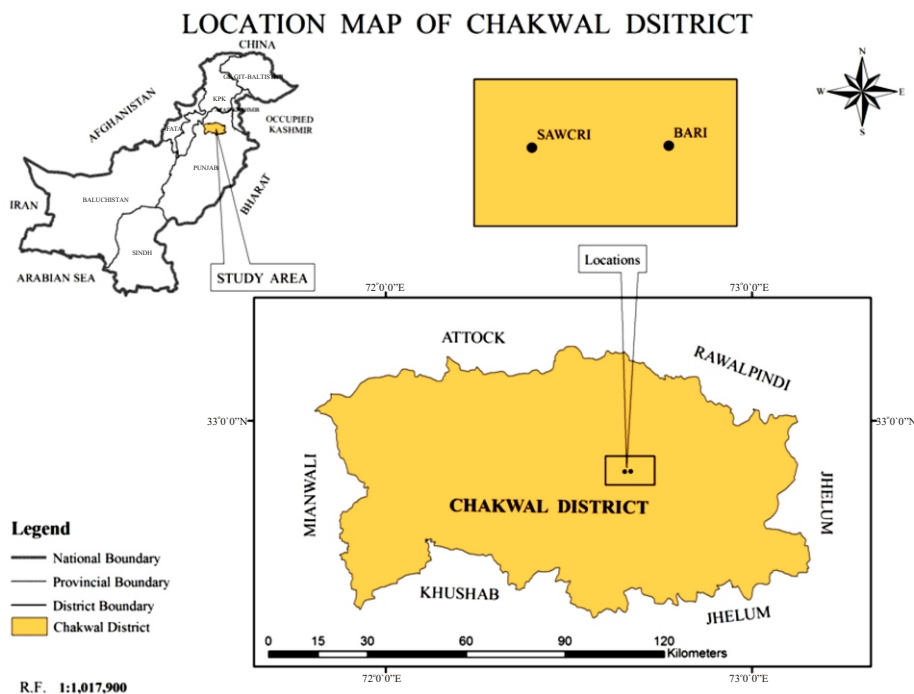 LOCATION MAP OF CHAKWAL DSITRICT
CHINA
AFGHANISTAN
KPK
OCCUPIED
KASHMIR
FATA
PUNJAB
BHARAT
IRAN
BALUCHISTAN
SINDH
ARABIAN SEA
STUDY AREA
SAWCRI
BARI
N
W
E
S
Locations
72°0'0"E
73°0'0"E
ATTOCK
RAWALPINDI
33°0'0"N
33°0'0"N
MIANWALI
CHAKWAL DISTRICT
JHELUM
KHUSHAB
JHELUM
0 15 30 60 90 120
Kilometers
72°0'0"E
73°0'0"E
Legend
National Boundary
Provincial Boundary
District Boundary
Chakwal District
R.F. 1:1,017,900